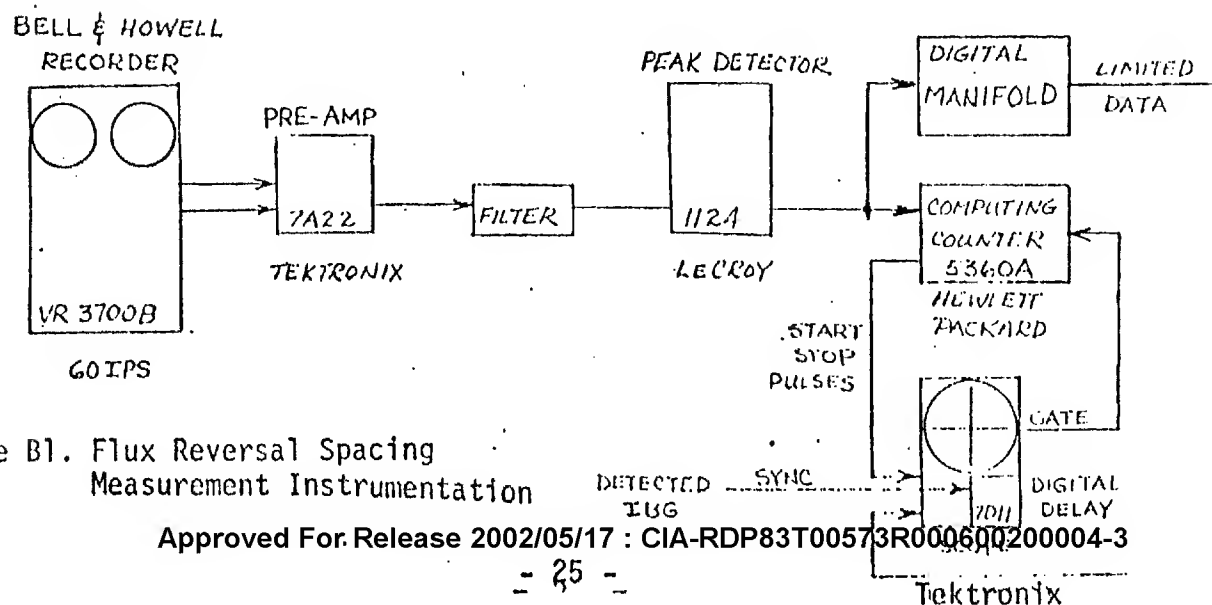 BELL & HOWELL
RECORDER
VR 3700B
60 IPS
PRE-AMP
7A22
TEKTRONIX
FILTER
PEAK DETECTOR
LECROY
DIGITAL
MANIFOLD
LIMITED
DATA
COMPUTING
COUNTER
5360A
HEWLETT
PACKARD
START
STOP
PULSES
GATE
DETECTED SYNC
7D11
DIGITAL
DELAY
e B1. Flux Reversal Spacing
Measurement Instrumentation
Approved For Release 2002/05/17 : CIA-RDP83T00573R000600200004-3
- 25 -
Tektronix